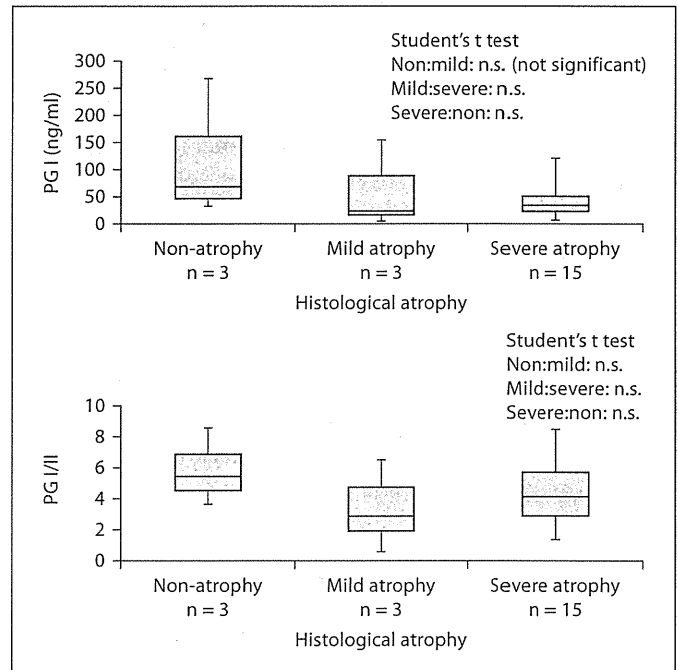 Student's t test
Non:mild: n.s. (not significant)
Mild:severe: n.s.
Severe:non: n.s.
300
250
200
150
100
50
0
PG I (ng/ml)
Non-atrophy
n = 3
Mild atrophy
n = 3
Severe atrophy
n = 15
Histological atrophy
Student's t test
Non:mild: n.s.
Mild:severe: n.s.
Severe:non: n.s.
10
8
6
4
2
0
PG I/II
Non-atrophy
n = 3
Mild atrophy
n = 3
Severe atrophy
n = 15
Histological atrophy